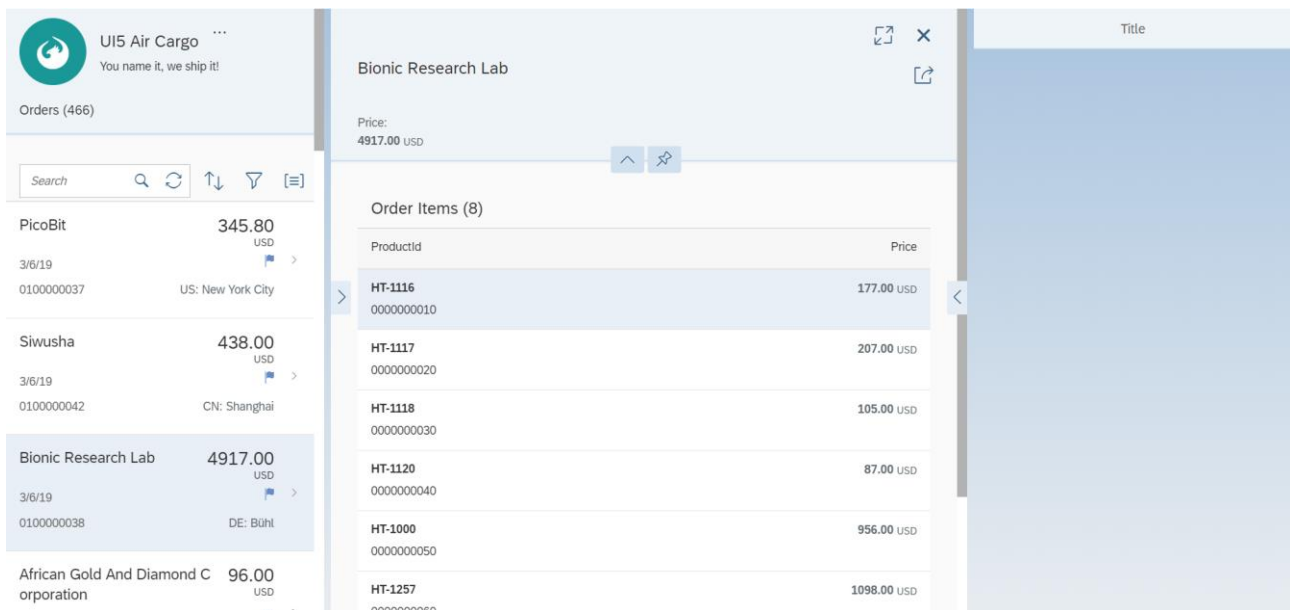 UI5 Air Cargo ...
You name it, we ship it!
Orders (466)
Search
PicoBit 345.80
USD
3/6/19
0100000037 US: New York City
Siwusha 438.00
USD
3/6/19
0100000042 CN: Shanghai
Bionic Research Lab 4917.00
USD
3/6/19
0100000038 DE: Bühl
African Gold And Diamond C 96.00
orporation USD
Bionic Research Lab
Price:
4917.00 USD
Order Items (8)
ProductId Price
HT-1116 177.00 USD
0000000010
HT-1117 207.00 USD
0000000020
HT-1118 105.00 USD
0000000030
HT-1120 87.00 USD
0000000040
HT-1000 956.00 USD
0000000050
HT-1257 1098.00 USD
Title